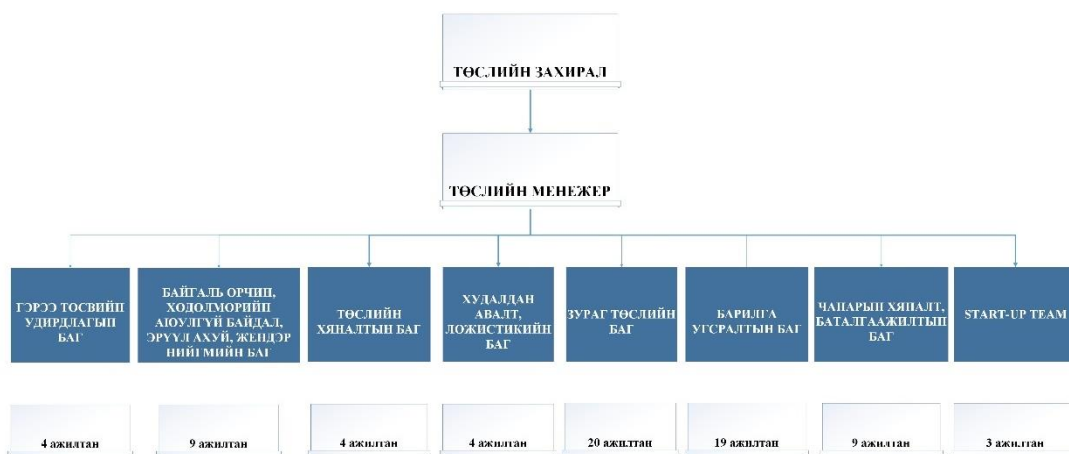 ТӨСЛИЙН ЗАХИРАЛ
ТӨСЛИЙН МЕНЕЖЕР
ГЭРЭЭ ТӨСВИЙН
УДИРДЛАГЫН
БАГ
БАЙГАЛЬ ОРЧИН,
ХӨДӨЛМӨРИЙН
АЮУЛГҮЙ БАЙДАЛ,
ЭРҮҮЛ АХУЙ, ЖЕНДЭР
НИЙГМИЙН БАГ
ТӨСЛИЙН
ХЯНАЛТЫН БАГ
ХУДАЛДАН
АВАЛТ,
ЛОЖИСТИКИЙН
БАГ
ЗУРАГ ТӨСЛИЙН
БАГ
БАРИЛГА
УГСРАЛТЫН БАГ
ЧАНАРЫН ХЯНАЛТ,
БАТАЛГААЖИЛТЫН
БАГ
START-UP TEAM
4 ажилтан
9 ажилтан
4 ажилтан
4 ажилтан
20 ажилтан
19 ажилтан
9 ажилтан
3 ажилтан